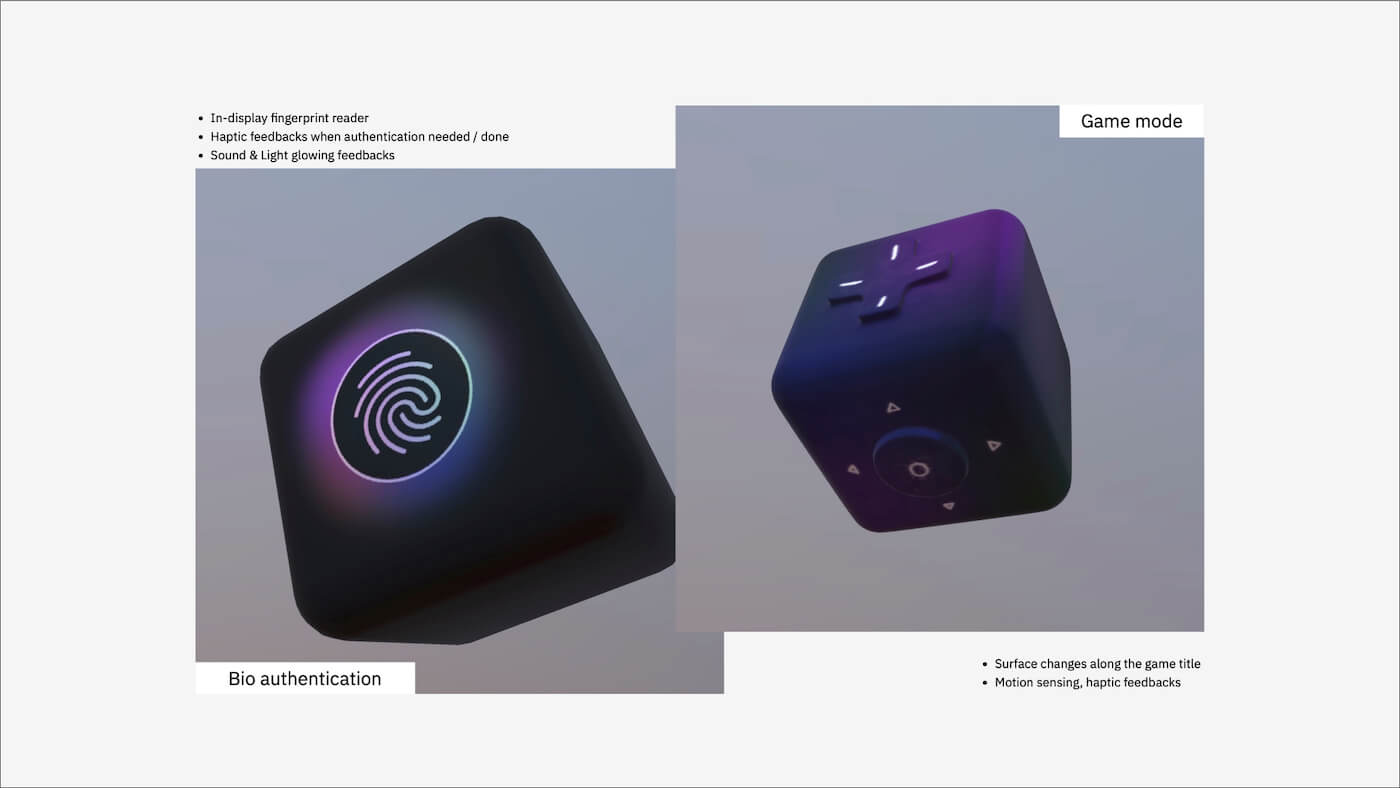 • In-display fingerprint reader
• Haptic feedbacks when authentication needed / done
• Sound & Light glowing feedbacks
Bio authentication
Game mode
• Surface changes along the game title
• Motion sensing, haptic feedbacks